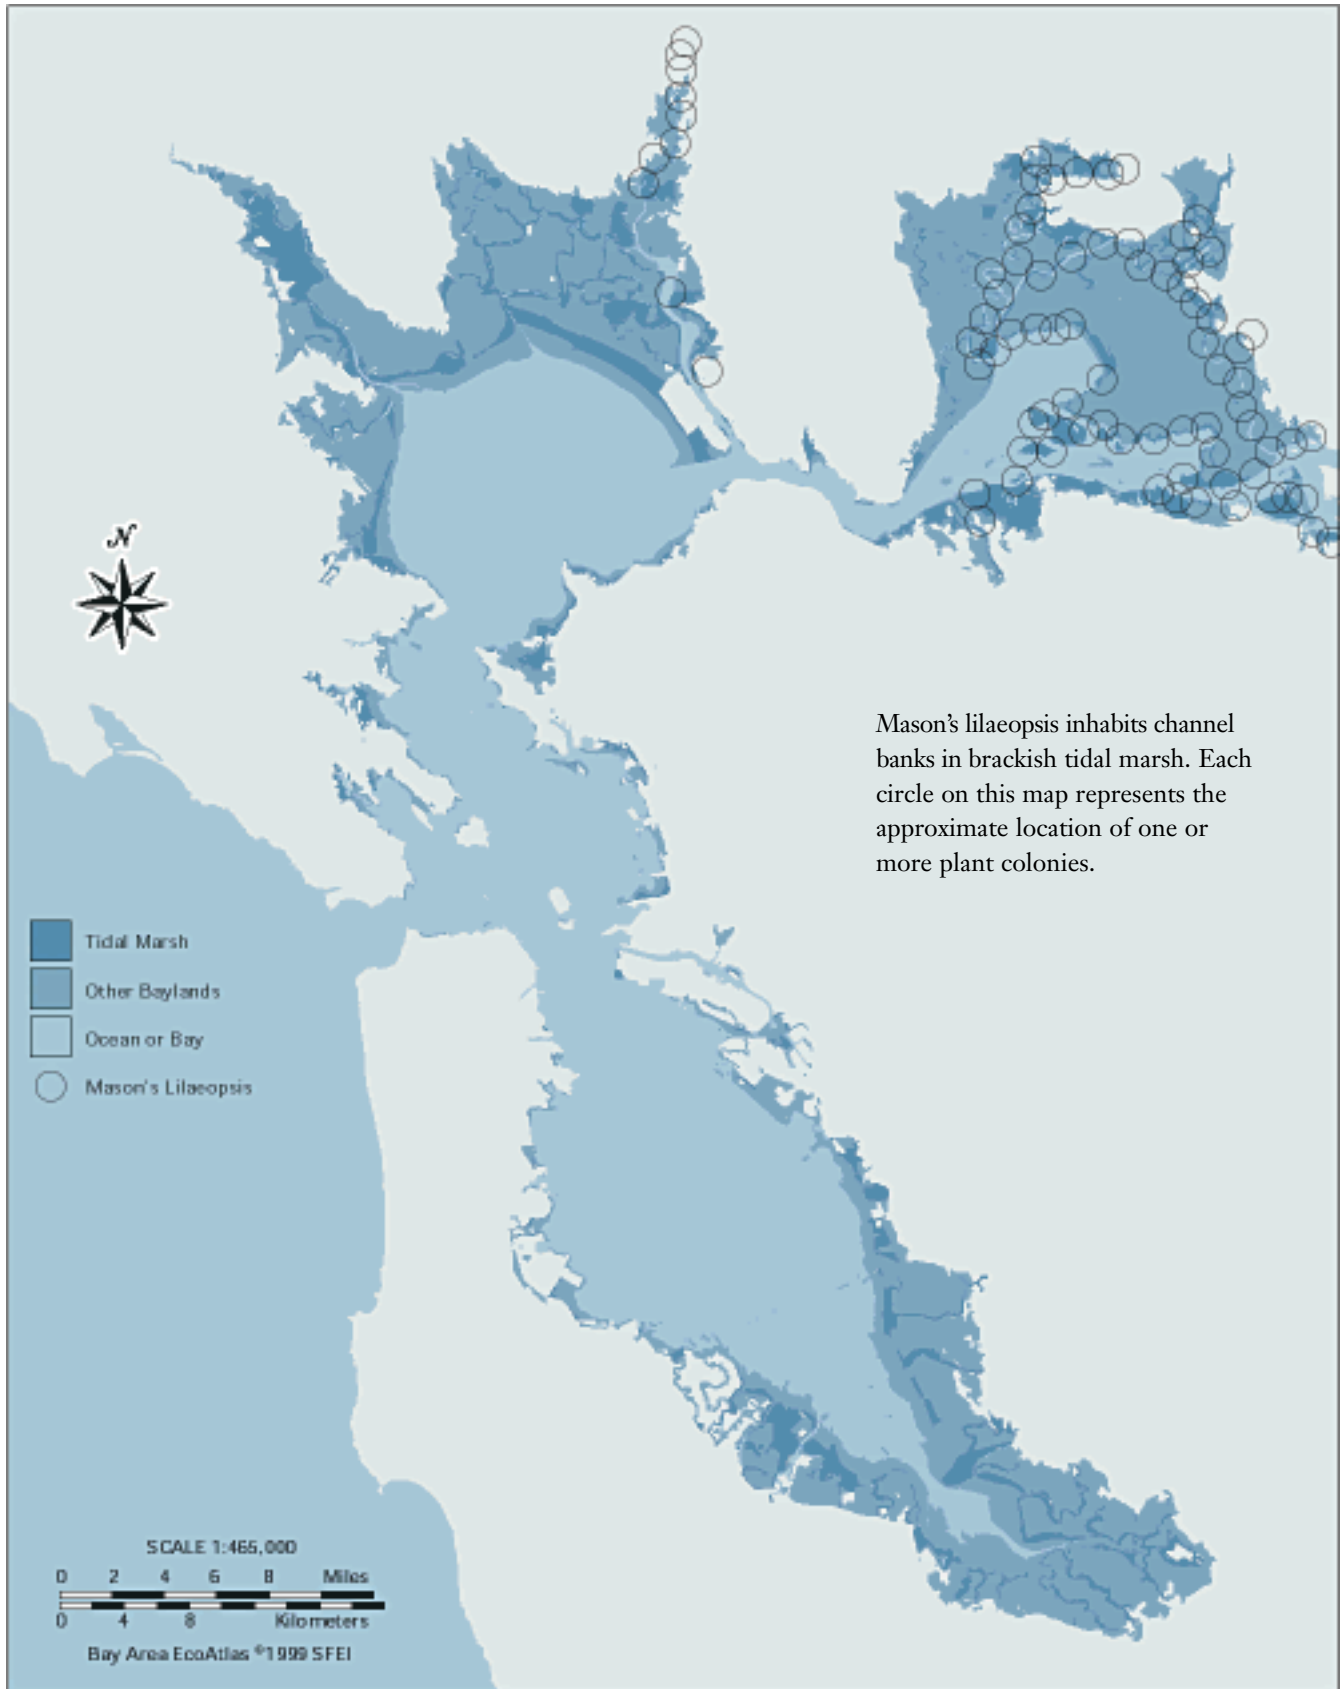 N
Mason's lilaeopsis inhabits channel
banks in brackish tidal marsh. Each
circle on this map represents the
approximate location of one or
more plant colonies.
Tidal Marsh
Other Baylands
Ocean or Bay
Mason's Lilaeopsis
SCALE 1:465,000
0 2 4 6 8 Miles
0 4 8 Kilometers
Bay Area EcoAtlas ©1999 SFEI